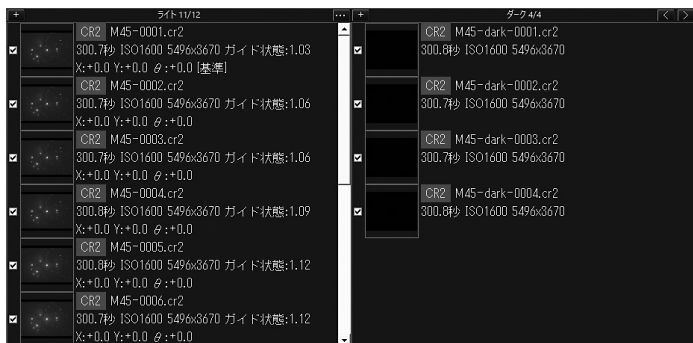 + ライト 11/12 ...
CR2 M45-0001.cr2
300.7秒 ISO1600 5496x3670 ガイド状態:1.03
X:+0.0 Y:+0.0 θ:+0.0 [基準]
CR2 M45-0002.cr2
300.7秒 ISO1600 5496x3670 ガイド状態:1.06
X:+0.0 Y:+0.0 θ:+0.0
CR2 M45-0003.cr2
300.7秒 ISO1600 5496x3670 ガイド状態:1.06
X:+0.0 Y:+0.0 θ:+0.0
CR2 M45-0004.cr2
300.8秒 ISO1600 5496x3670 ガイド状態:1.09
X:+0.0 Y:+0.0 θ:+0.0
CR2 M45-0005.cr2
300.8秒 ISO1600 5496x3670 ガイド状態:1.12
X:+0.0 Y:+0.0 θ:+0.0
CR2 M45-0006.cr2
300.7秒 ISO1600 5496x3670 ガイド状態:1.12
X:+0.0 Y:+0.0 θ:+0.0
+ ダーク 4/4 < >
CR2 M45-dark-0001.cr2
300.8秒 ISO1600 5496x3670
CR2 M45-dark-0002.cr2
300.7秒 ISO1600 5496x3670
CR2 M45-dark-0003.cr2
300.7秒 ISO1600 5496x3670
CR2 M45-dark-0004.cr2
300.8秒 ISO1600 5496x3670